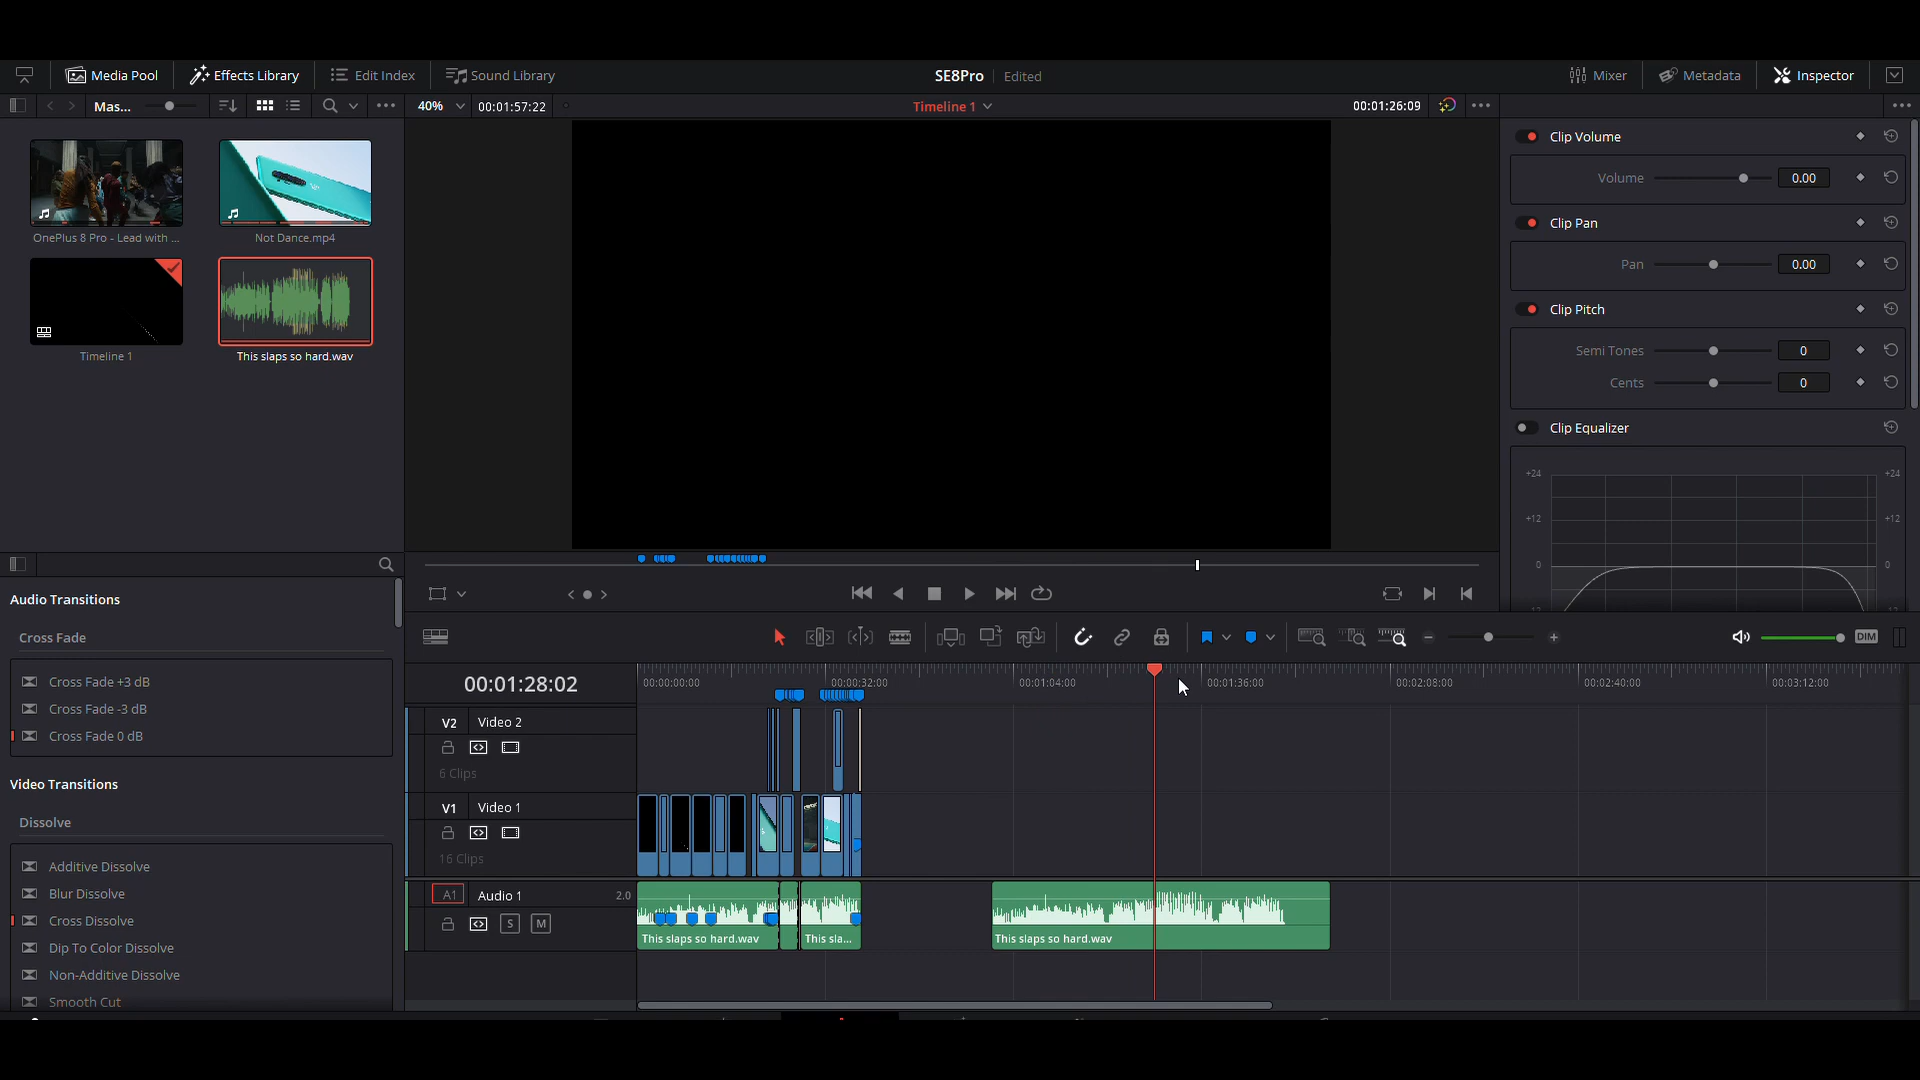 Media Pool
Effects Library
Edit Index
Sound Library
SE8Pro
Edited
Mixer
Metadata
Inspector
Mas...
40%
00:01:57:22
Timeline 1
00:01:26:09
OnePlus 8 Pro - Lead with ...
Not Dance.mp4
Timeline 1
This slaps so hard.wav
Clip Volume
Volume
0.00
Clip Pan
Pan
0.00
Clip Pitch
Semi Tones
0
Cents
0
Clip Equalizer
+24
+24
+12
+12
0
0
Audio Transitions
Cross Fade
Cross Fade +3 dB
Cross Fade -3 dB
Cross Fade 0 dB
Video Transitions
Dissolve
Additive Dissolve
Blur Dissolve
Cross Dissolve
Dip To Color Dissolve
Non-Additive Dissolve
Smooth Cut
DIM
00:01:28:02
00:00:00:00
00:00:32:00
00:01:04:00
00:01:36:00
00:02:08:00
00:02:40:00
00:03:12:00
V2
Video 2
6 Clips
V1
Video 1
16 Clips
A1
Audio 1
2.0
S
M
This slaps so hard.wav
This sla...
This slaps so hard.wav